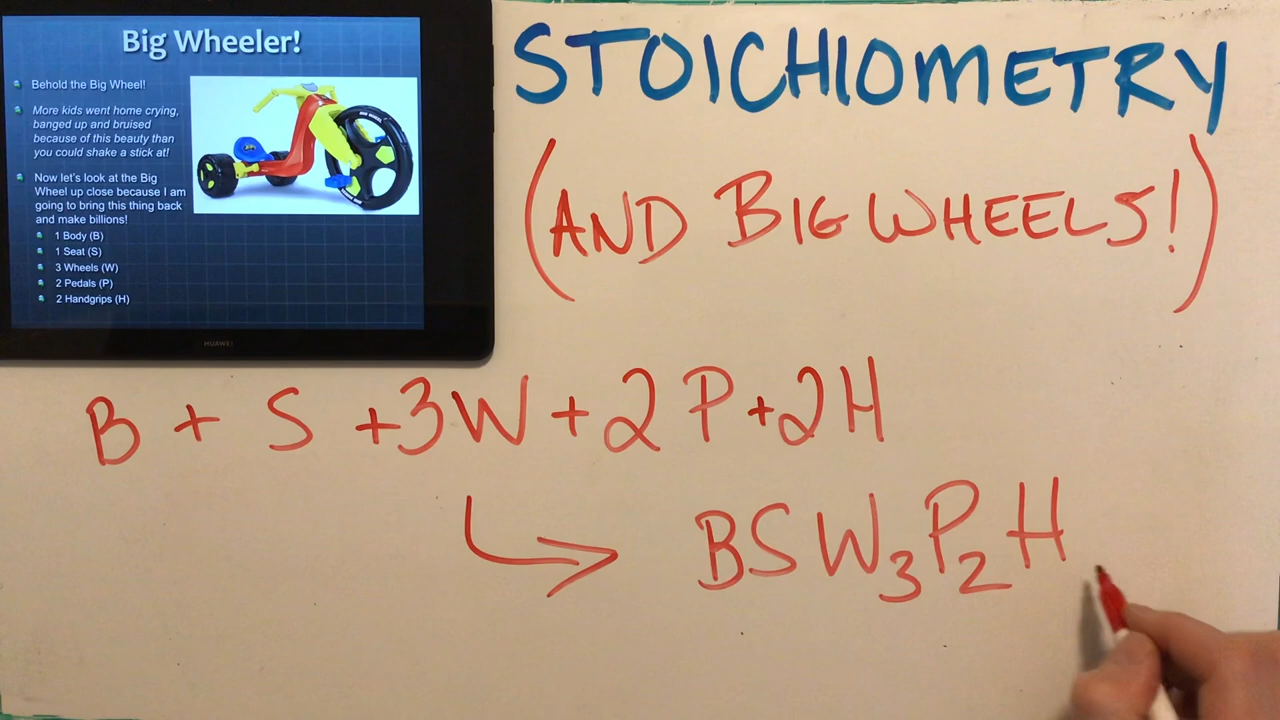 Big Wheeler!
Behold the Big Wheel!
More kids went home crying,
banged up and bruised
because of this beauty than
you could shake a stick at!
Now let's look at the Big
Wheel up close because I am
going to bring this thing back
and make billions!
1 Body (B)
1 Seat (S)
3 Wheels (W)
2 Pedals (P)
2 Handgrips (H)
HUAWEI
STOICHIOMETRY
(AND BIG WHEELS!)
B + S +3W+2P+2H
BSW₃P₂H